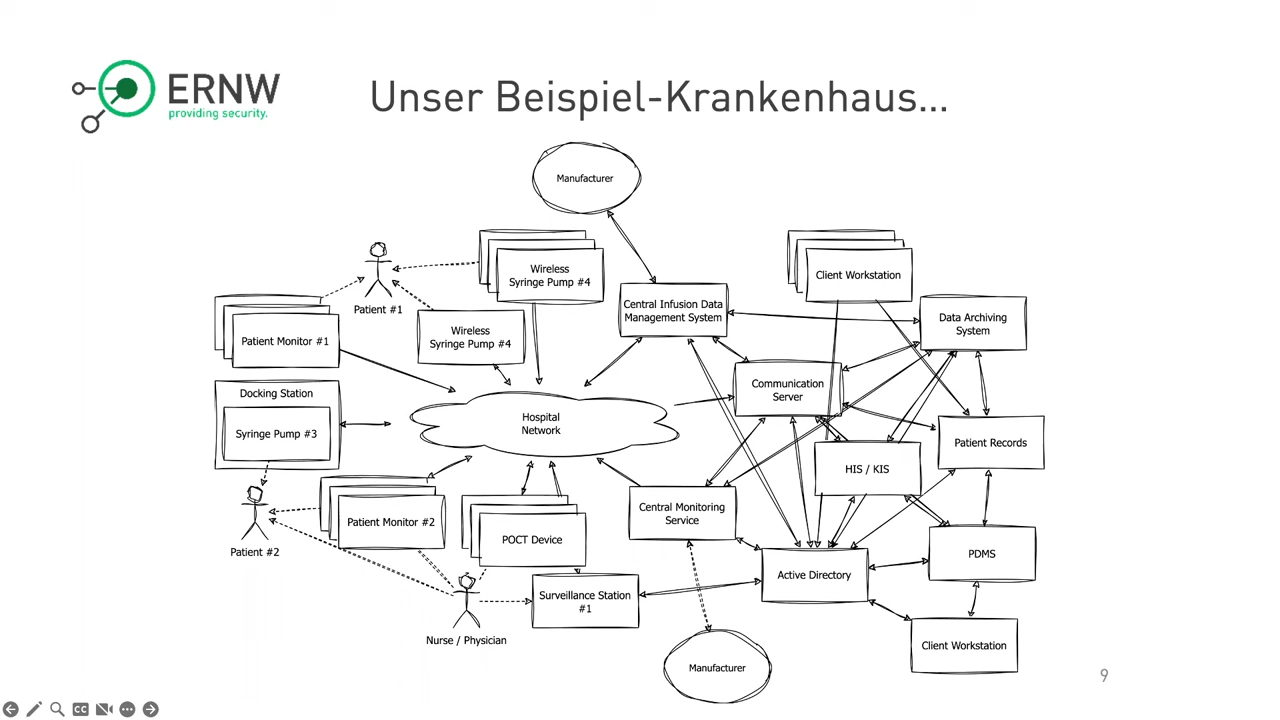 ERNW
providing security.
Unser Beispiel-Krankenhaus...
Manufacturer
Wireless
Syringe Pump #4
Client Workstation
Patient #1
Central Infusion Data
Management System
Data Archiving
System
Patient Monitor #1
Wireless
Syringe Pump #4
Docking Station
Syringe Pump #3
Hospital
Network
Communication
Server
Patient Records
HIS / KIS
Patient #2
Patient Monitor #2
POCT Device
Central Monitoring
Service
PDMS
Active Directory
Surveillance Station
#1
Nurse / Physician
Client Workstation
Manufacturer
9
CC